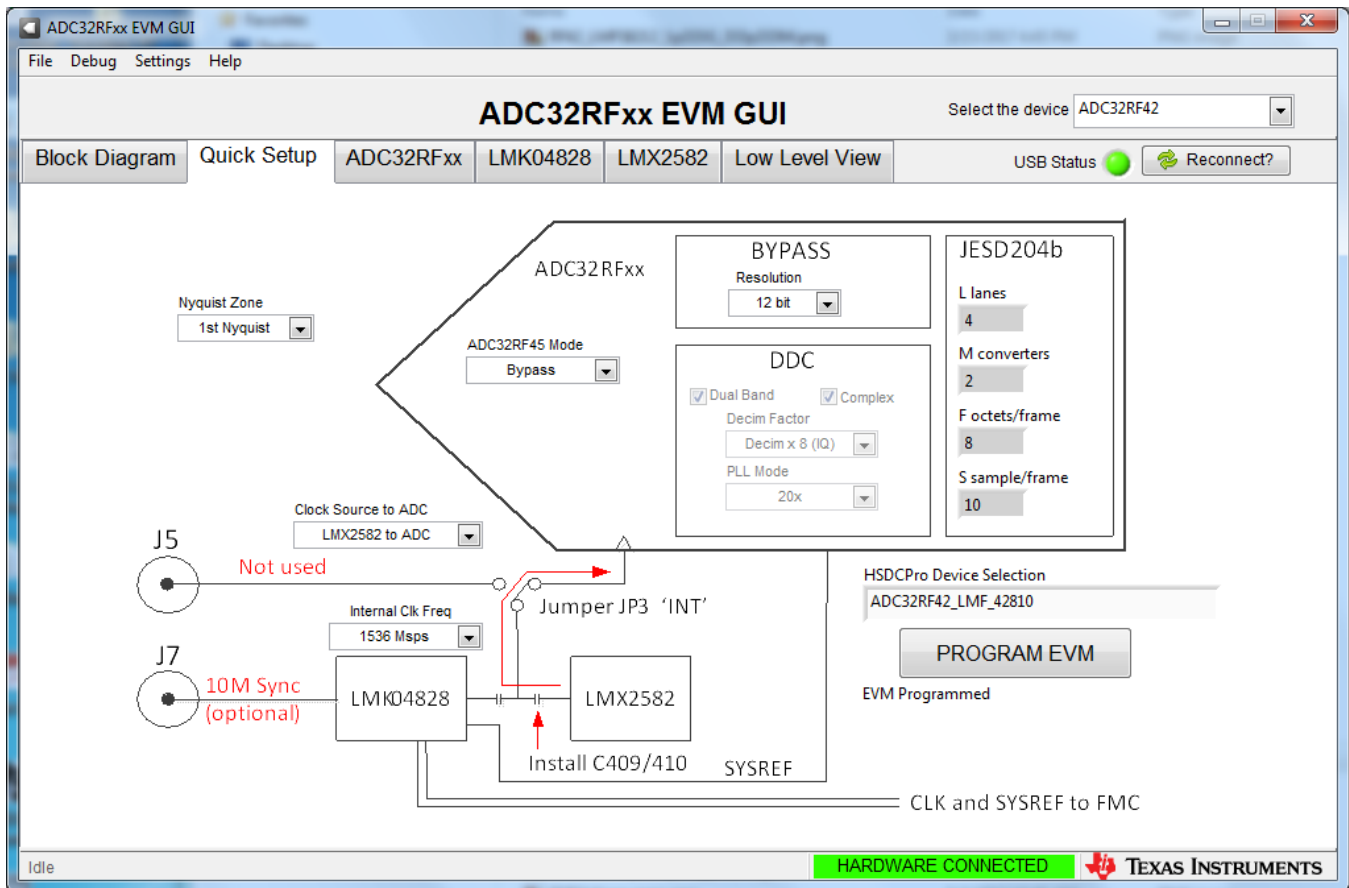 ADC32RFxx EVM GUI
File Debug Settings Help
ADC32RFxx EVM GUI
Select the device ADC32RF42
Block Diagram Quick Setup ADC32RFxx LMK04828 LMX2582 Low Level View
USB Status Reconnect?
ADC32RFxx
BYPASS
Resolution
12 bit
JESD204b
L lanes
4
M converters
2
F octets/frame
8
S sample/frame
10
Nyquist Zone
1st Nyquist
ADC32RF45 Mode
Bypass
DDC
Dual Band Complex
Decim Factor
Decim x 8 (IQ)
PLL Mode
20x
Clock Source to ADC
LMX2582 to ADC
J5
Not used
Jumper JP3 ‘INT’
Internal Clk Freq
1536 Msps
J7
10M Sync
(optional)
LMK04828
LMX2582
Install C409/410
SYSREF
CLK and SYSREF to FMC
HSDCPro Device Selection
ADC32RF42_LMF_42810
PROGRAM EVM
EVM Programmed
Idle
HARDWARE CONNECTED
TEXAS INSTRUMENTS